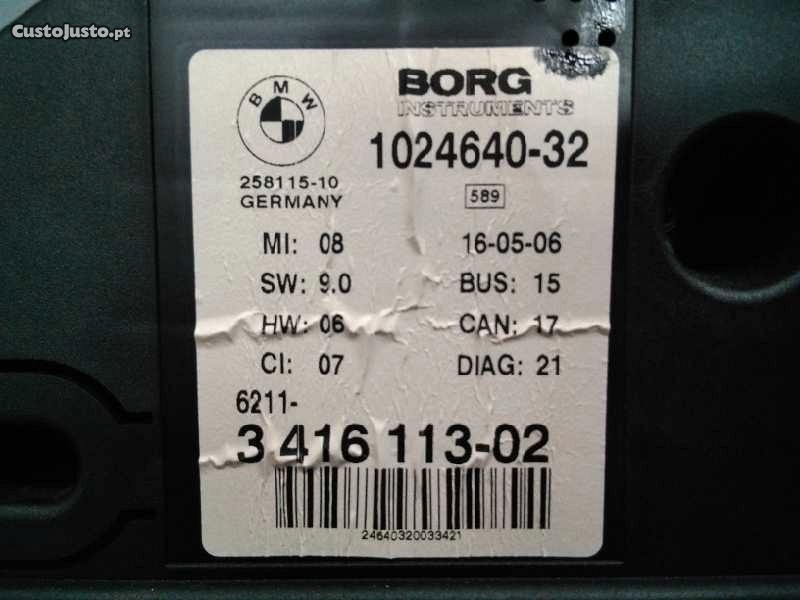 CustoJusto.pt
BMW
BORG
INSTRUMENTS
1024640-32
258115-10
GERMANY
589
MI: 08
16-05-06
SW: 9.0
BUS: 15
HW: 06
CAN: 17
CI: 07
DIAG: 21
6211-
3 416 113-02
24640320033421